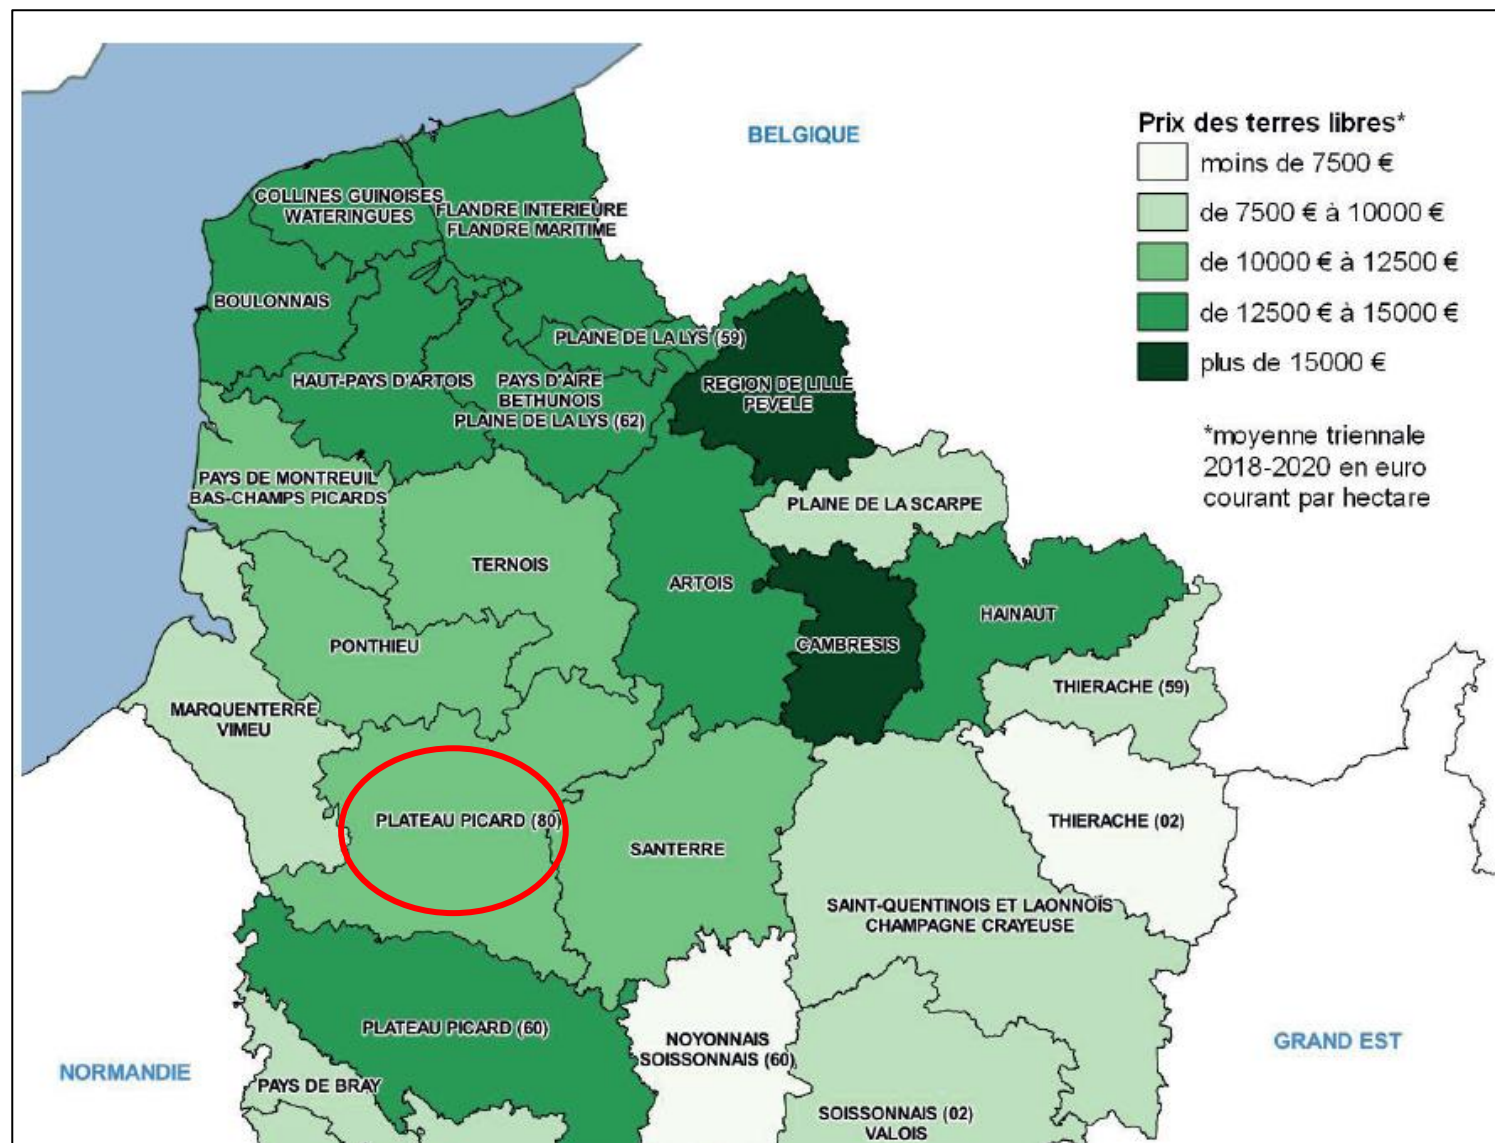 BELGIQUE
Prix des terres libres*
moins de 7500 €
de 7500 € à 10000 €
de 10000 € à 12500 €
de 12500 € à 15000 €
plus de 15000 €
*moyenne triennale
2018-2020 en euro
courant par hectare
COLLINES GUINOISES
WATERINGUES
FLANDRE INTERIEURE
FLANDRE MARITIME
BOULONNAIS
PLAINE DE LA LYS (59)
HAUT-PAYS D'ARTOIS
PAYS D'AIRE
BETHUNOIS
PLAINE DE LA LYS (62)
REGION DE LILLE
PEVELE
PAYS DE MONTREUIL
BAS-CHAMPS PICARDS
PLAINE DE LA SCARPE
TERNOIS
ARTOIS
HAINAUT
PONTHIEU
CAMBRESIS
THIERACHE (59)
MARQUENTERRE
VIMEU
PLATEAU PICARD (80)
SANTERRE
THIERACHE (02)
SAINT-QUENTINOIS ET LAONNOIS
CHAMPAGNE CRAYEUSE
PLATEAU PICARD (60)
NOYONNAIS
SOISSONNAIS (60)
GRAND EST
NORMANDIE
PAYS DE BRAY
SOISSONNAIS (02)
VALOIS